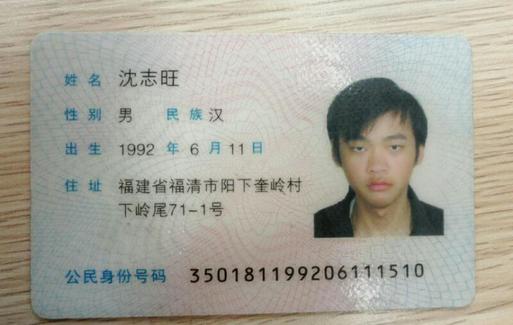 姓名 沈志旺
性别 男 民族 汉
出生 1992 年 6 月 11 日
住址 福建省福清市阳下奎岭村
下岭尾71-1号
公民身份号码 350181199206111510